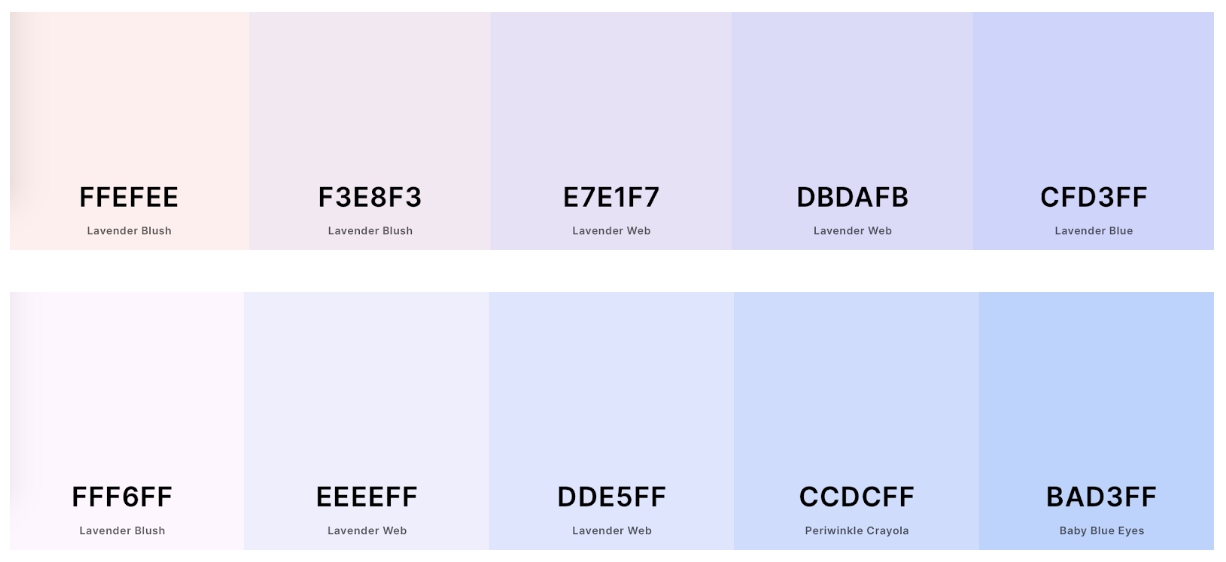 FFEFEE F3E8F3 E7E1F7 DBDAFB CFD3FF
Lavender Blush Lavender Blush Lavender Web Lavender Web Lavender Blue
FFF6FF EEEEFF DDE5FF CCDCFF BAD3FF
Lavender Blush Lavender Web Lavender Web Periwinkle Crayola Baby Blue Eyes